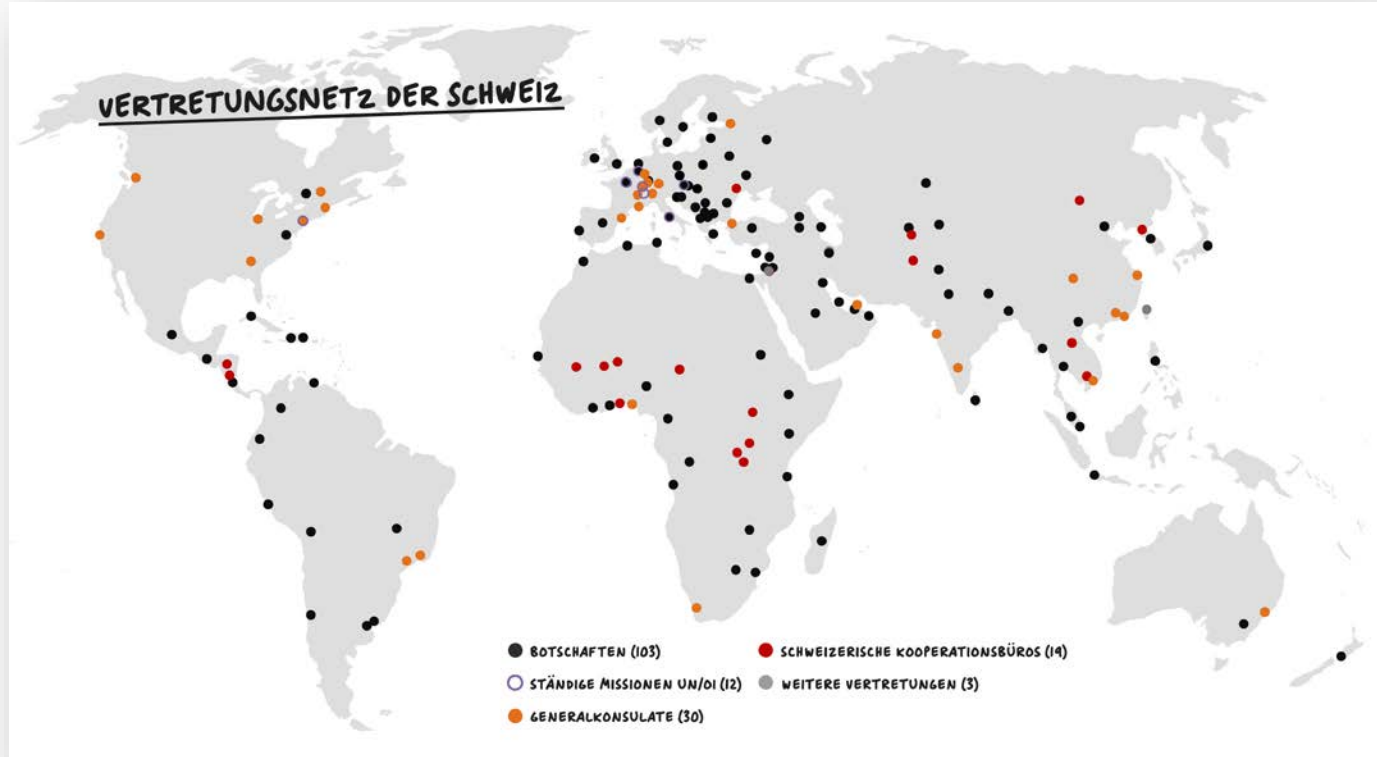 VERTRETUNGSNETZ DER SCHWEIZ
BOTSCHAFTEN (103)
STÄNDIGE MISSIONEN UN/OI (12)
GENERALKONSULATE (30)
SCHWEIZERISCHE KOOPERATIONSBÜROS (19)
WEITERE VERTRETUNGEN (3)